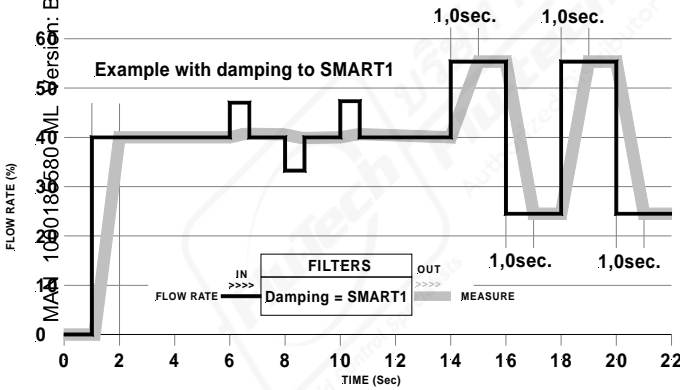 1,0sec. 1,0sec.
60
Example with damping to SMART1
50
40
30
20
10
0
FLOW RATE (%)
1,0sec. 1,0sec.
IN
>>>>
FILTERS
OUT
>>>>
FLOW RATE
Damping = SMART1
MEASURE
0 2 4 6 8 10 12 14 16 18 20 22
TIME (Sec)